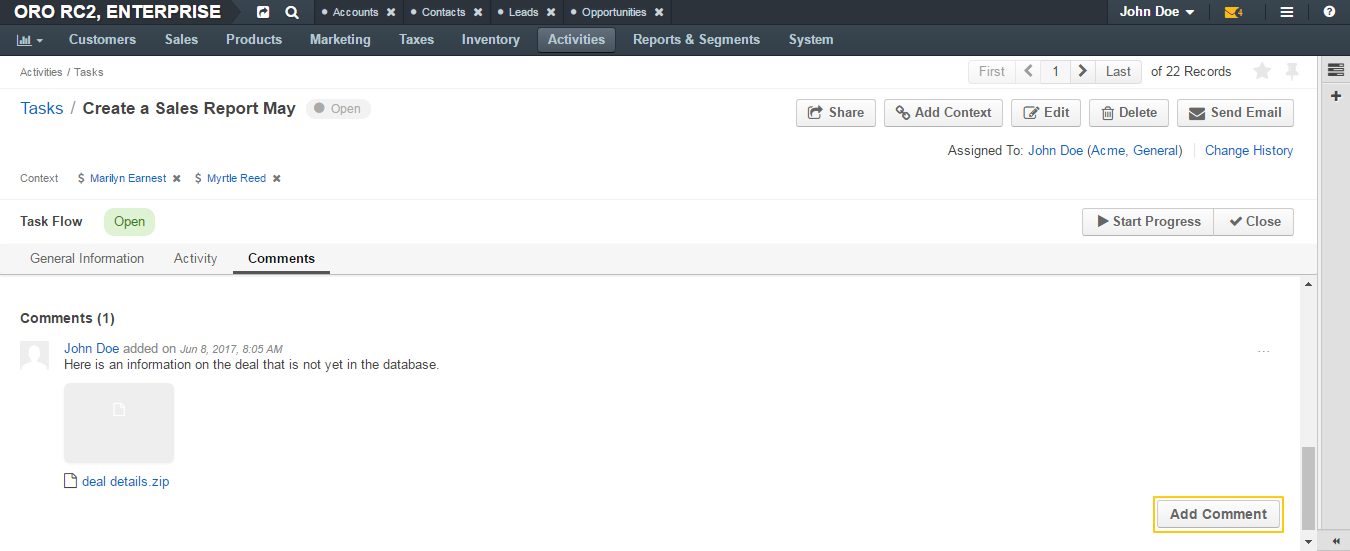 ORO RC2, ENTERPRISE Accounts Contacts Leads Opportunities John Doe 4
Customers Sales Products Marketing Taxes Inventory Activities Reports & Segments System
Activities / Tasks First 1 Last of 22 Records
Tasks / Create a Sales Report May Open Share Add Context Edit Delete Send Email
Assigned To: John Doe (Acme, General) Change History
Context $ Marilyn Earnest $ Myrtle Reed
Task Flow Open Start Progress Close
General Information Activity Comments
Comments (1)
John Doe added on Jun 8, 2017, 8:05 AM ...
Here is an information on the deal that is not yet in the database.
deal details.zip
Add Comment